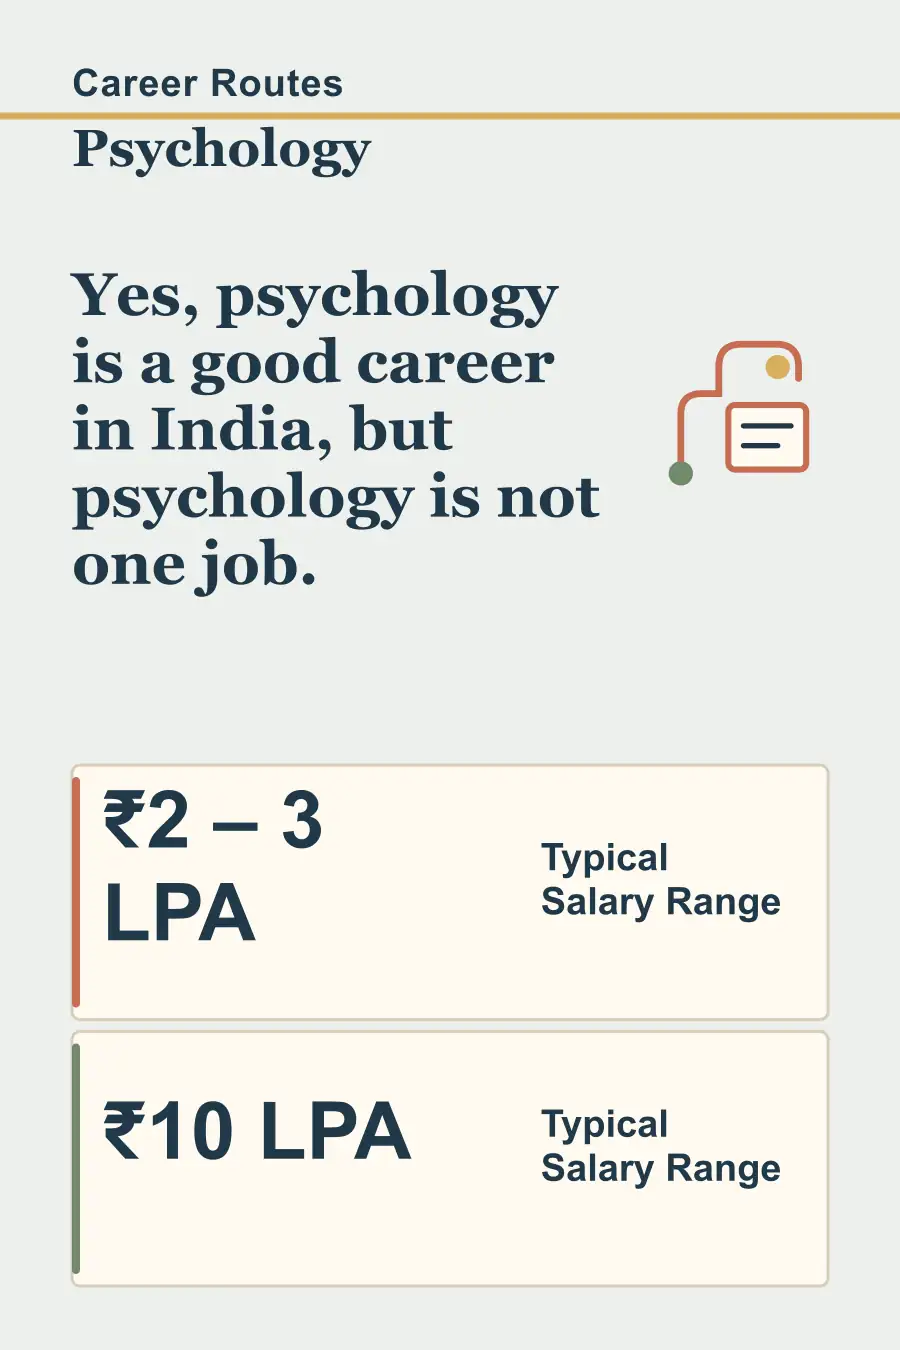 Career Routes
Psychology
Yes, psychology
is a good career
in India, but
psychology is not
one job.
₹2 – 3
LPA
Typical
Salary Range
₹10 LPA
Typical
Salary Range